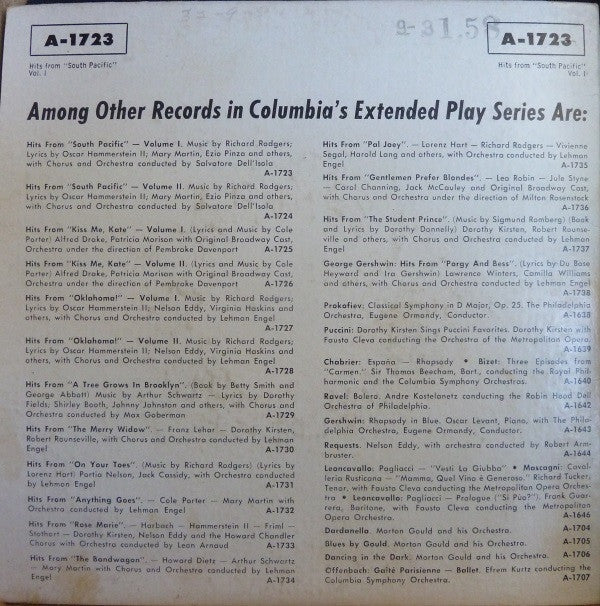 A-1723
Hits from "South Pacific"
Vol. I
9-31.58
A-1723
Hits from "South Pacific"
Vol. I
Among Other Records in Columbia's Extended Play Series Are:
Hits From "South Pacific" — Volume I. Music by Richard Rodgers;
Lyrics by Oscar Hammerstein II; Mary Martin, Ezio Pinza and others,
with Chorus and Orchestra conducted by Salvatore Dell'Isola
A-1723
Hits From "South Pacific" — Volume II. Music by Richard Rodgers;
Lyrics by Oscar Hammerstein II; Mary Martin, Ezio Pinza and others,
with Chorus and Orchestra conducted by Salvatore Dell'Isola
A-1724
Hits From "Kiss Me, Kate" — Volume I. (Lyrics and Music by Cole
Porter) Alfred Drake, Patricia Morison with Original Broadway Cast,
Orchestra under the direction of Pembroke Davenport A-1725
Hits From "Kiss Me, Kate" — Volume II. (Lyrics and Music by Cole
Porter) Alfred Drake, Patricia Morison with Original Broadway Cast,
Orchestra under the direction of Pembroke Davenport A-1726
Hits From "Oklahoma!" — Volume I. Music by Richard Rodgers;
Lyrics by Oscar Hammerstein II; Nelson Eddy, Virginia Haskins and
others, with Chorus and Orchestra conducted by Lehman Engel
A-1727
Hits From "Oklahoma!" — Volume II. Music by Richard Rodgers;
Lyrics by Oscar Hammerstein II; Nelson Eddy, Virginia Haskins and
others, with Chorus and Orchestra conducted by Lehman Engel
A-1728
Hits From "A Tree Grows In Brooklyn". (Book by Betty Smith and
George Abbott) Music by Arthur Schwartz — Lyrics by Dorothy
Fields; Shirley Booth, Johnny Johnston and others, with Chorus and
Orchestra conducted by Max Goberman A-1729
Hits From "The Merry Widow". — Franz Lehar — Dorothy Kirsten,
Robert Rounseville, with Chorus and Orchestra conducted by Lehman
Engel A-1730
Hits From "On Your Toes". (Music by Richard Rodgers) (Lyrics by
Lorenz Hart) Portia Nelson, Jack Cassidy, with Orchestra conducted
by Lehman Engel A-1731
Hits From "Anything Goes". — Cole Porter — Mary Martin with
Orchestra conducted by Lehman Engel A-1732
Hits From "Rose Marie". — Harbach — Hammerstein II — Friml —
Stothart — Dorothy Kirsten, Nelson Eddy and the Howard Chandler
Chorus with Orchestra conducted by Leon Arnaud A-1733
Hits From "The Bandwagon". — Howard Dietz — Arthur Schwartz
— Mary Martin with Chorus and Orchestra conducted by Lehman
Engel A-1734
Hits From "Pal Joey". — Lorenz Hart — Richard Rodgers — Vivienne
Segal, Harold Lang and others, with Orchestra conducted by Lehman
Engel A-1735
Hits From "Gentlemen Prefer Blondes". — Leo Robin — Jule Styne
— Carol Channing, Jack McCauley and Original Broadway Cast,
with Chorus and Orchestra under the direction of Milton Rosenstock
A-1736
Hits From "The Student Prince". (Music by Sigmund Romberg) (Book
and Lyrics by Dorothy Donnelly) Dorothy Kirsten, Robert Rounse-
ville and others, with Chorus and Orchestra conducted by Lehman
Engel A-1737
George Gershwin: Hits From "Porgy And Bess". (Lyrics by Du Bose
Heyward and Ira Gershwin) Lawrence Winters, Camilla Williams
and others, with Chorus and Orchestra conducted by Lehman Engel
A-1738
Prokofiev: Classical Symphony in D Major, Op. 25. The Philadelphia
Orchestra, Eugene Ormandy, Conductor. A-1638
Puccini: Dorothy Kirsten Sings Puccini Favorites. Dorothy Kirsten with
Fausto Cleva conducting the Orchestra of the Metropolitan Opera.
A-1639
Chabrier: España — Rhapsody • Bizet: Three Episodes from
"Carmen." Sir Thomas Beecham, Bart., conducting the Royal Phil-
harmonic and the Columbia Symphony Orchestras. A-1640
Ravel: Bolero. Andre Kostelanetz conducting the Robin Hood Dell
Orchestra of Philadelphia. A-1642
Gershwin: Rhapsody in Blue. Oscar Levant, Piano, with The Phil-
adelphia Orchestra, Eugene Ormandy, Conductor. A-1643
Requests. Nelson Eddy, with orchestra conducted by Robert Arm-
bruster. A-1644
Leoncavallo: Pagliacci — "Vesti La Giubba" • Mascagni: Caval-
leria Rusticana — "Mamma, Quel Vino è Generoso." Richard Tucker,
Tenor, with Fausto Cleva conducting the Metropolitan Opera Orches-
tra • Leoncavallo: Pagliacci — Prologue ("Si Può?"). Frank Guar-
rera, Baritone, with Fausto Cleva conducting the Metropolitan
Opera Orchestra. A-1646
Dardanella. Morton Gould and his Orchestra. A-1704
Blues by Gould. Morton Gould and his Orchestra. A-1705
Dancing in the Dark. Morton Gould and his Orchestra. A-1706
Offenbach: Gaîté Parisienne — Ballet. Efrem Kurtz conducting the
Columbia Symphony Orchestra. A-1707